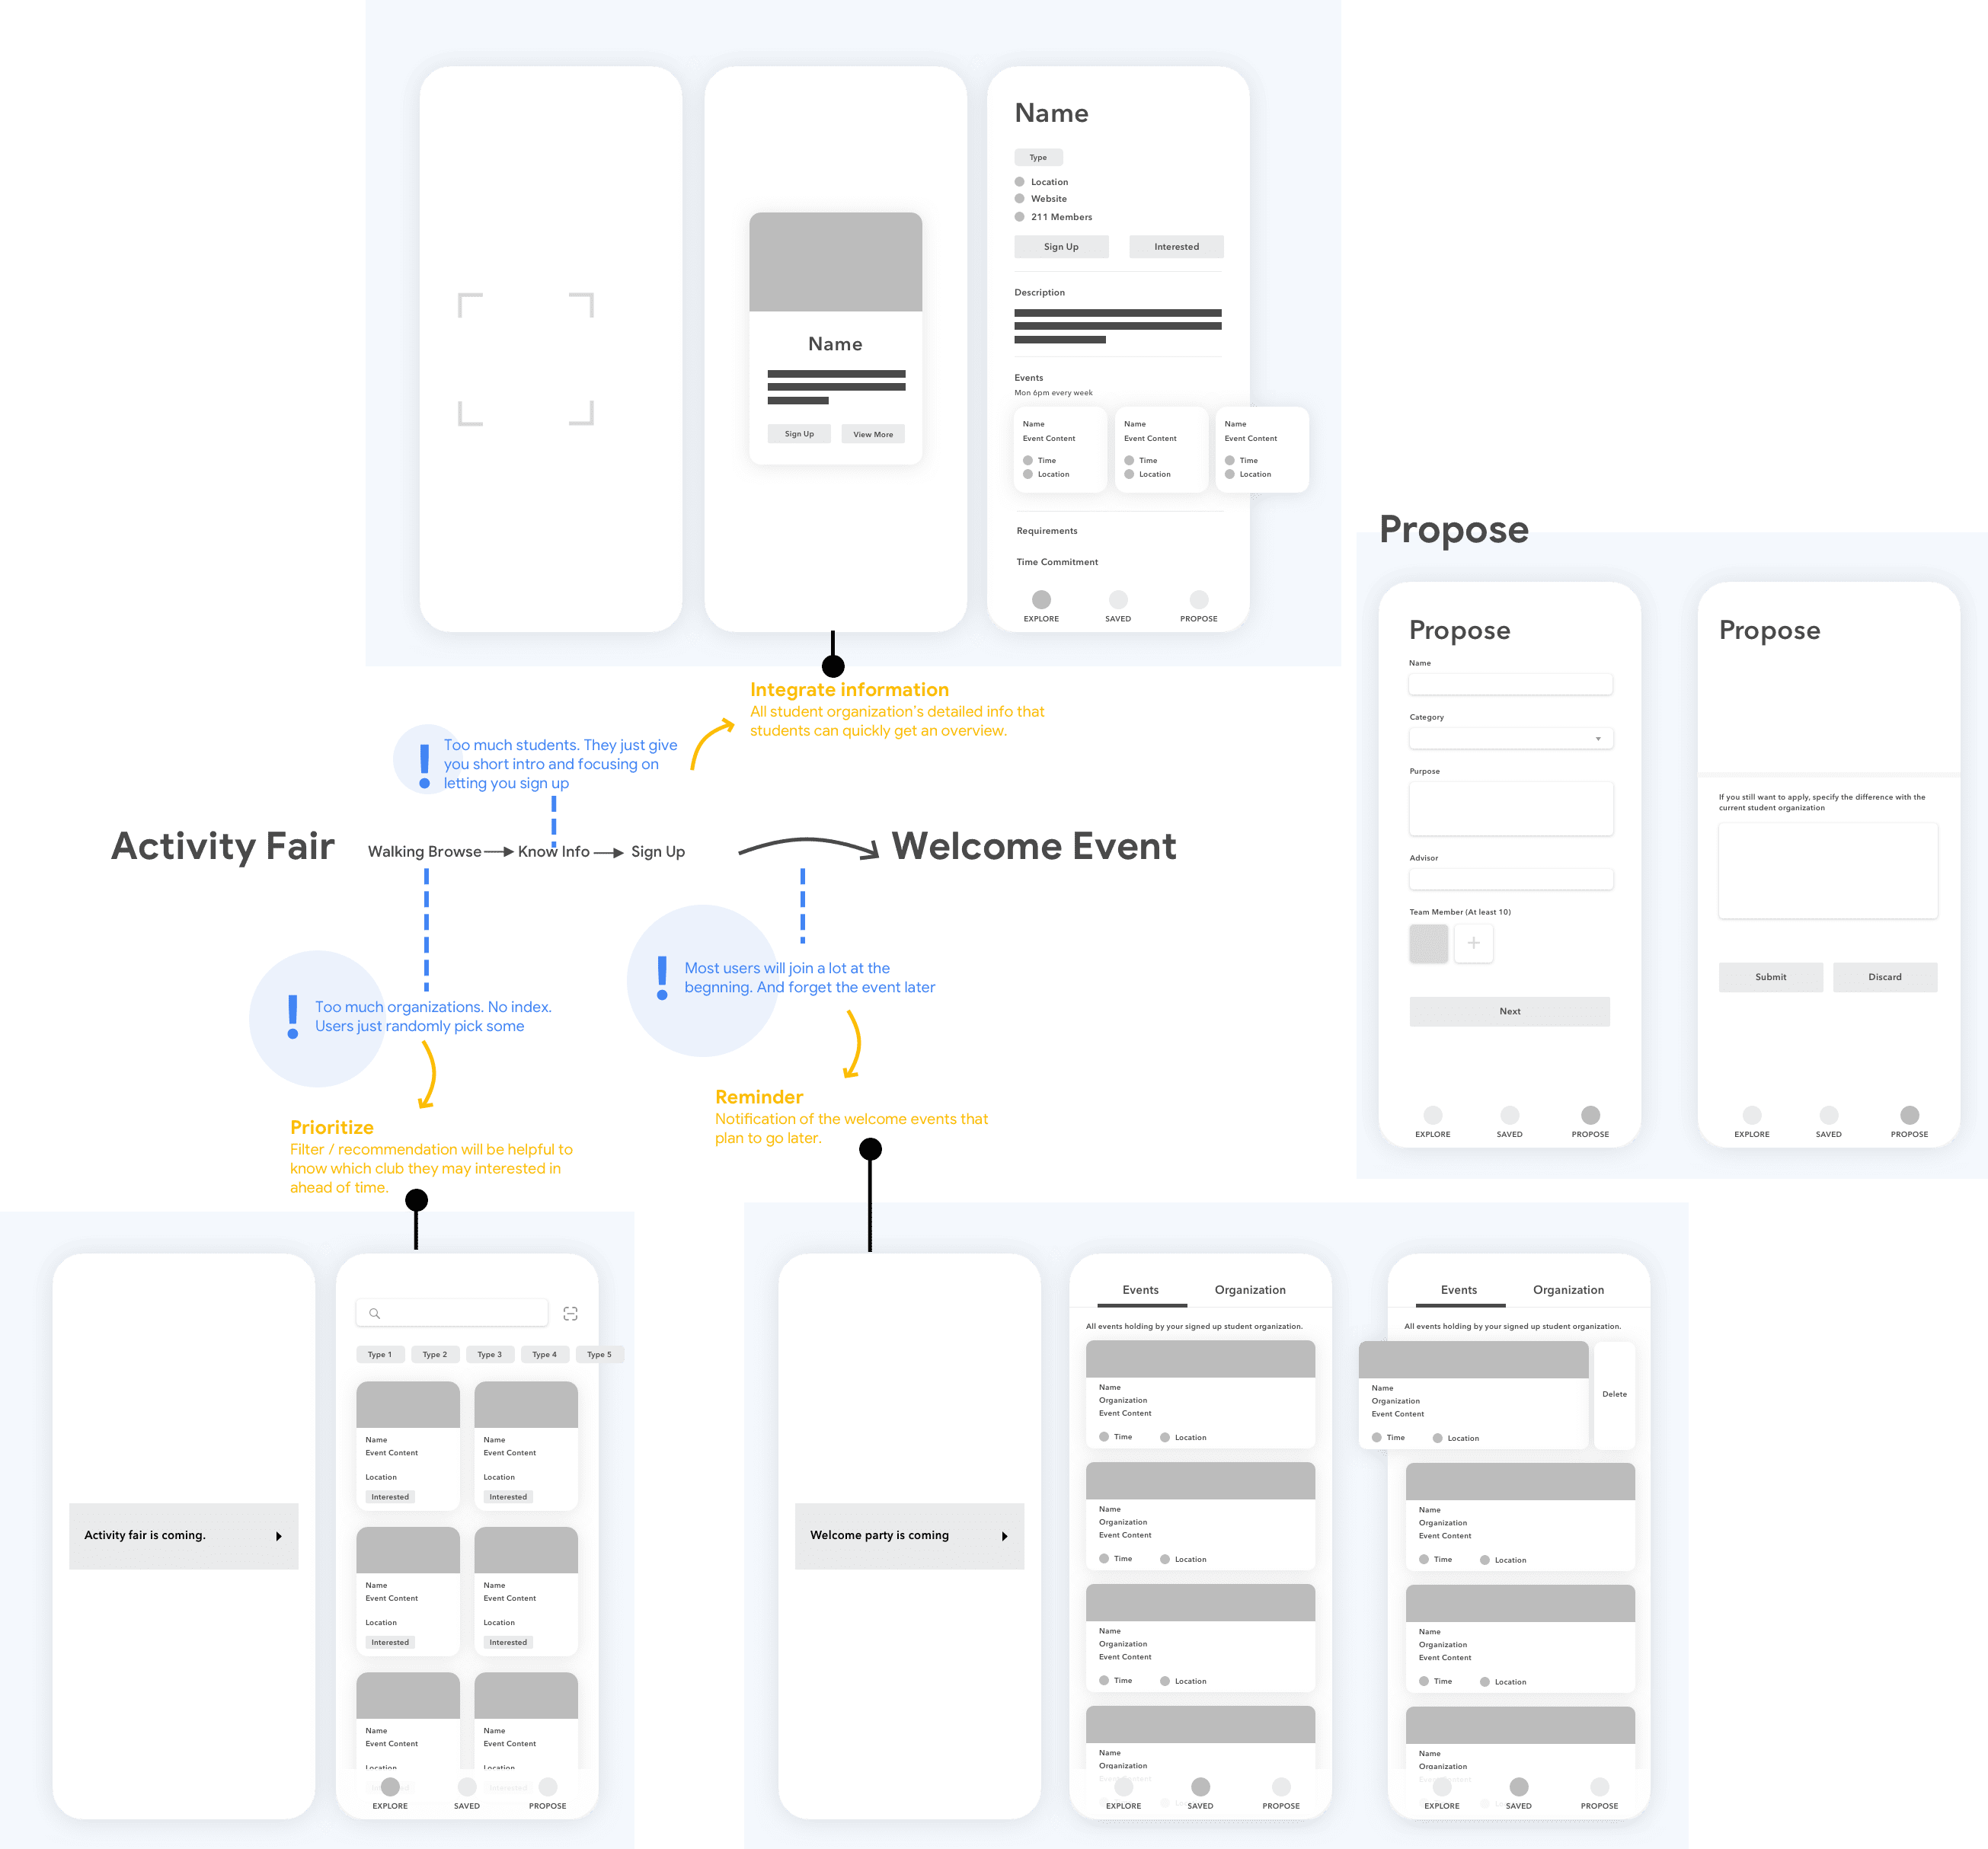 Name
Type
Location
Website
211 Members
Sign Up
Interested
Description
Events
Mon 6pm every week
Name
Event Content
Time
Location
Name
Event Content
Time
Location
Name
Event Content
Time
Location
Requirements
Time Commitment
EXPLORE
SAVED
PROPOSE
Name
Sign Up
View More
Integrate information
All student organization's detailed info that
students can quickly get an overview.
Too much students. They just give
you short intro and focusing on
letting you sign up
Activity Fair
Walking Browse
Know Info
Sign Up
Welcome Event
Too much organizations. No index.
Users just randomly pick some
Most users will join a lot at the
begnning. And forget the event later
Prioritize
Filter / recommendation will be helpful to
know which club they may interested in
ahead of time.
Reminder
Notification of the welcome events that
plan to go later.
Propose
Propose
Name
Category
Purpose
Advisor
Team Member (At least 10)
Next
EXPLORE
SAVED
PROPOSE
Propose
If you still want to apply, specify the difference with the
current student organization
Submit
Discard
EXPLORE
SAVED
PROPOSE
Activity fair is coming.
Type 1
Type 2
Type 3
Type 4
Type 5
Name
Event Content
Location
Interested
Name
Event Content
Location
Interested
Name
Event Content
Location
Interested
Name
Event Content
Location
Interested
Name
Event Content
Location
Name
Event Content
Location
Interested
EXPLORE
SAVED
PROPOSE
Welcome party is coming
Events
Organization
All events holding by your signed up student organization.
Name
Organization
Event Content
Time
Location
Name
Organization
Event Content
Time
Location
Name
Organization
Event Content
Time
Location
Name
Organization
EXPLORE
SAVED
PROPOSE
Events
Organization
All events holding by your signed up student organization.
Name
Organization
Event Content
Time
Location
Delete
Name
Organization
Event Content
Time
Location
Name
Organization
Event Content
Time
Location
Name
Organization
EXPLORE
SAVED
PROPOSE